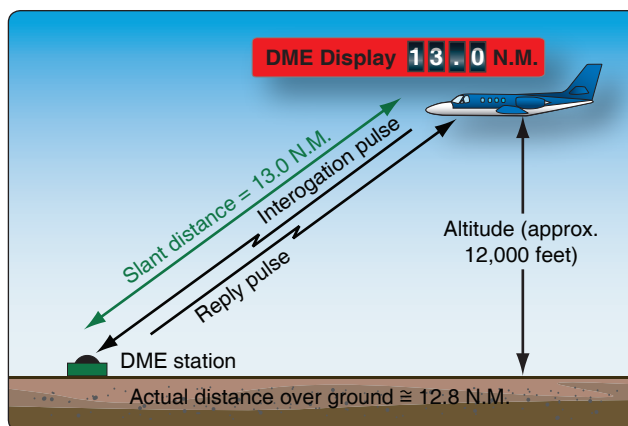 DME Display 13.0 N.M.
Slant distance = 13.0 N.M.
Interogation pulse
Reply pulse
Altitude (approx.
12,000 feet)
DME station
Actual distance over ground ≅ 12.8 N.M.